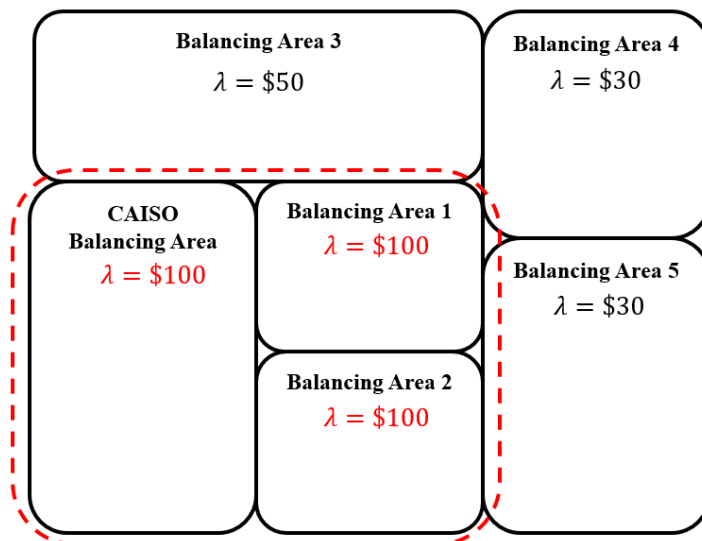 Balancing Area 3
λ = $50
Balancing Area 4
λ = $30
CAISO
Balancing Area
λ = $100
Balancing Area 1
λ = $100
Balancing Area 5
λ = $30
Balancing Area 2
λ = $100